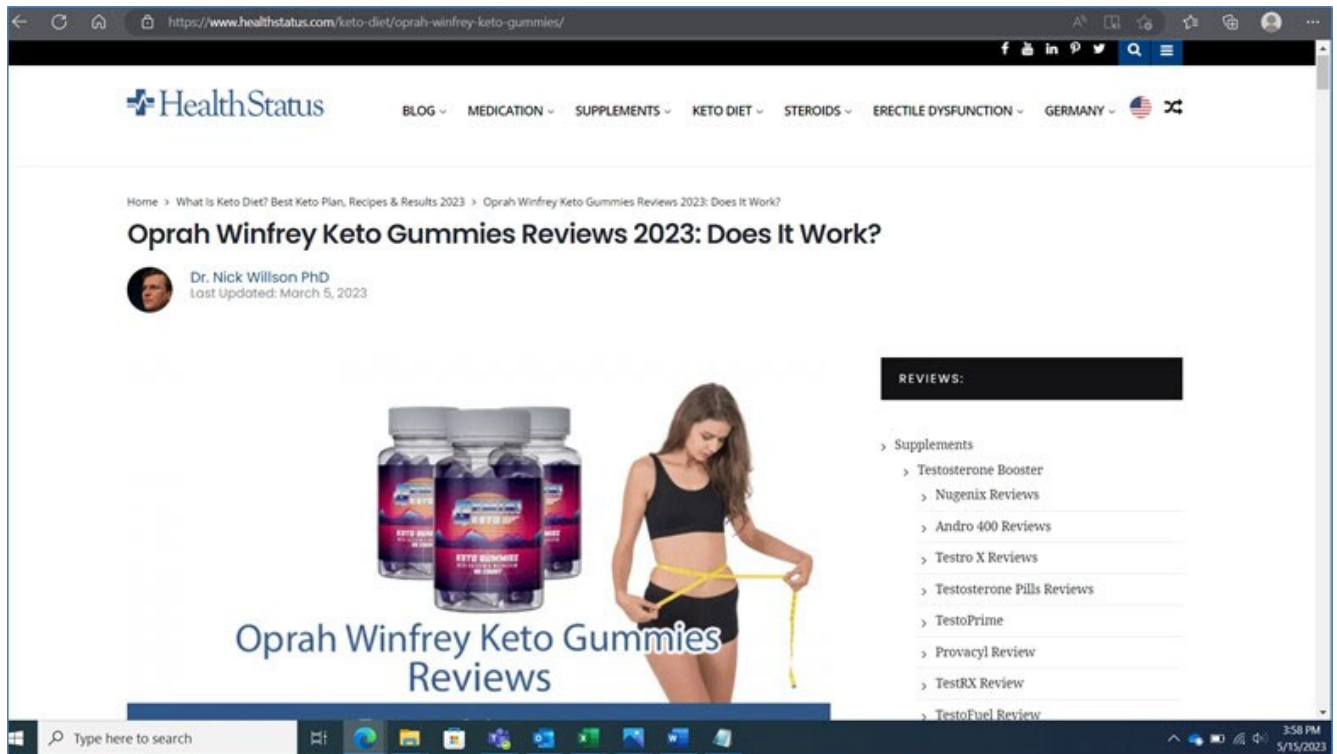 https://www.healthstatus.com/keto-diet/oprah-winfrey-keto-gummies/
HealthStatus
BLOG MEDICATION SUPPLEMENTS KETO DIET STEROIDS ERECTILE DYSFUNCTION GERMANY
Home > What Is Keto Diet? Best Keto Plan, Recipes & Results 2023 > Oprah Winfrey Keto Gummies Reviews 2023: Does It Work?
Oprah Winfrey Keto Gummies Reviews 2023: Does It Work?
Dr. Nick Willson PhD
Last Updated: March 5, 2023
KETO GUMMIES
Oprah Winfrey Keto Gummies
Reviews
REVIEWS:
Supplements
Testosterone Booster
Nugenix Reviews
Andro 400 Reviews
Testro X Reviews
Testosterone Pills Reviews
TestoPrime
Provacyl Review
TestRX Review
TestoFuel Review
Type here to search
3:58 PM
5/15/2023